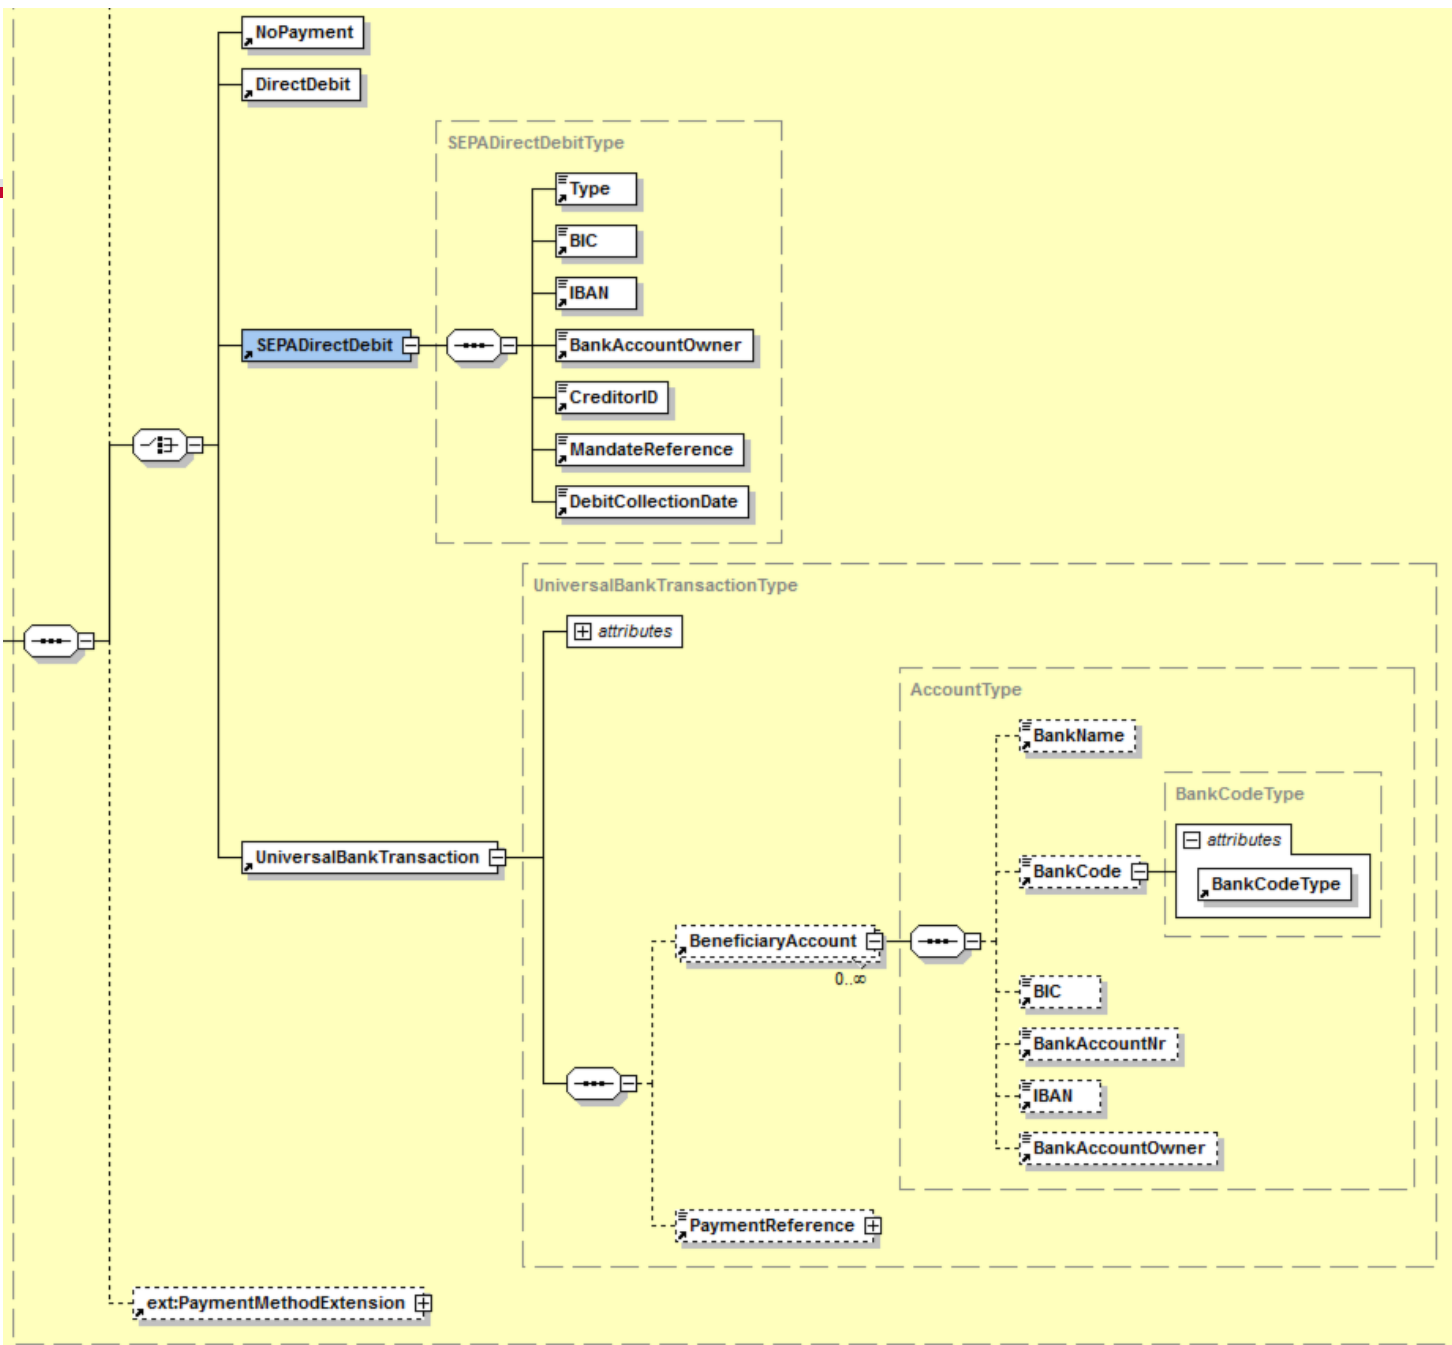 NoPayment
DirectDebit
SEPADirectDebitType
Type
BIC
IBAN
SEPADirectDebit
BankAccountOwner
CreditorID
MandateReference
DebitCollectionDate
UniversalBankTransactionType
attributes
AccountType
BankName
BankCodeType
attributes
UniversalBankTransaction
BankCode
BankCodeType
BeneficiaryAccount
0..∞
BIC
BankAccountNr
IBAN
BankAccountOwner
PaymentReference
ext:PaymentMethodExtension